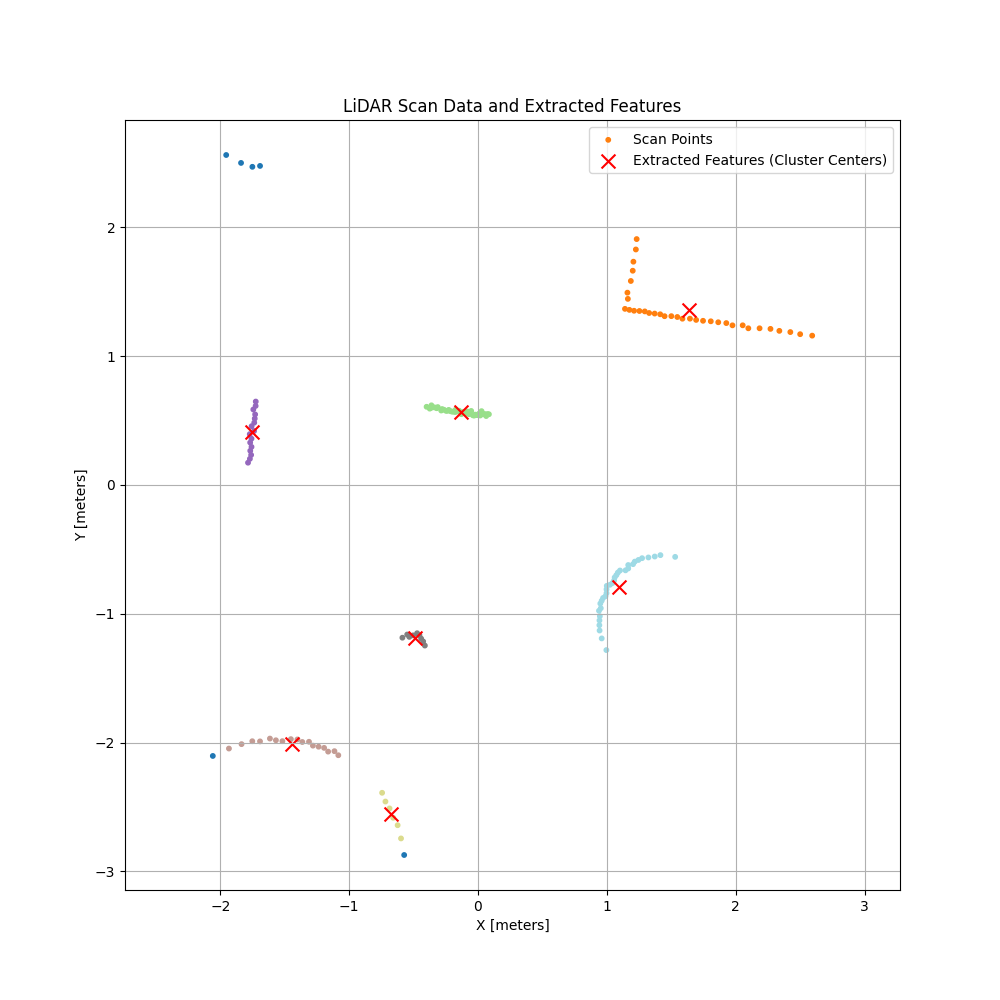 LiDAR Scan Data and Extracted Features
Scan Points
Extracted Features (Cluster Centers)
Y [meters]
2
1
0
−1
−2
−3
−2
−1
0
1
2
3
X [meters]